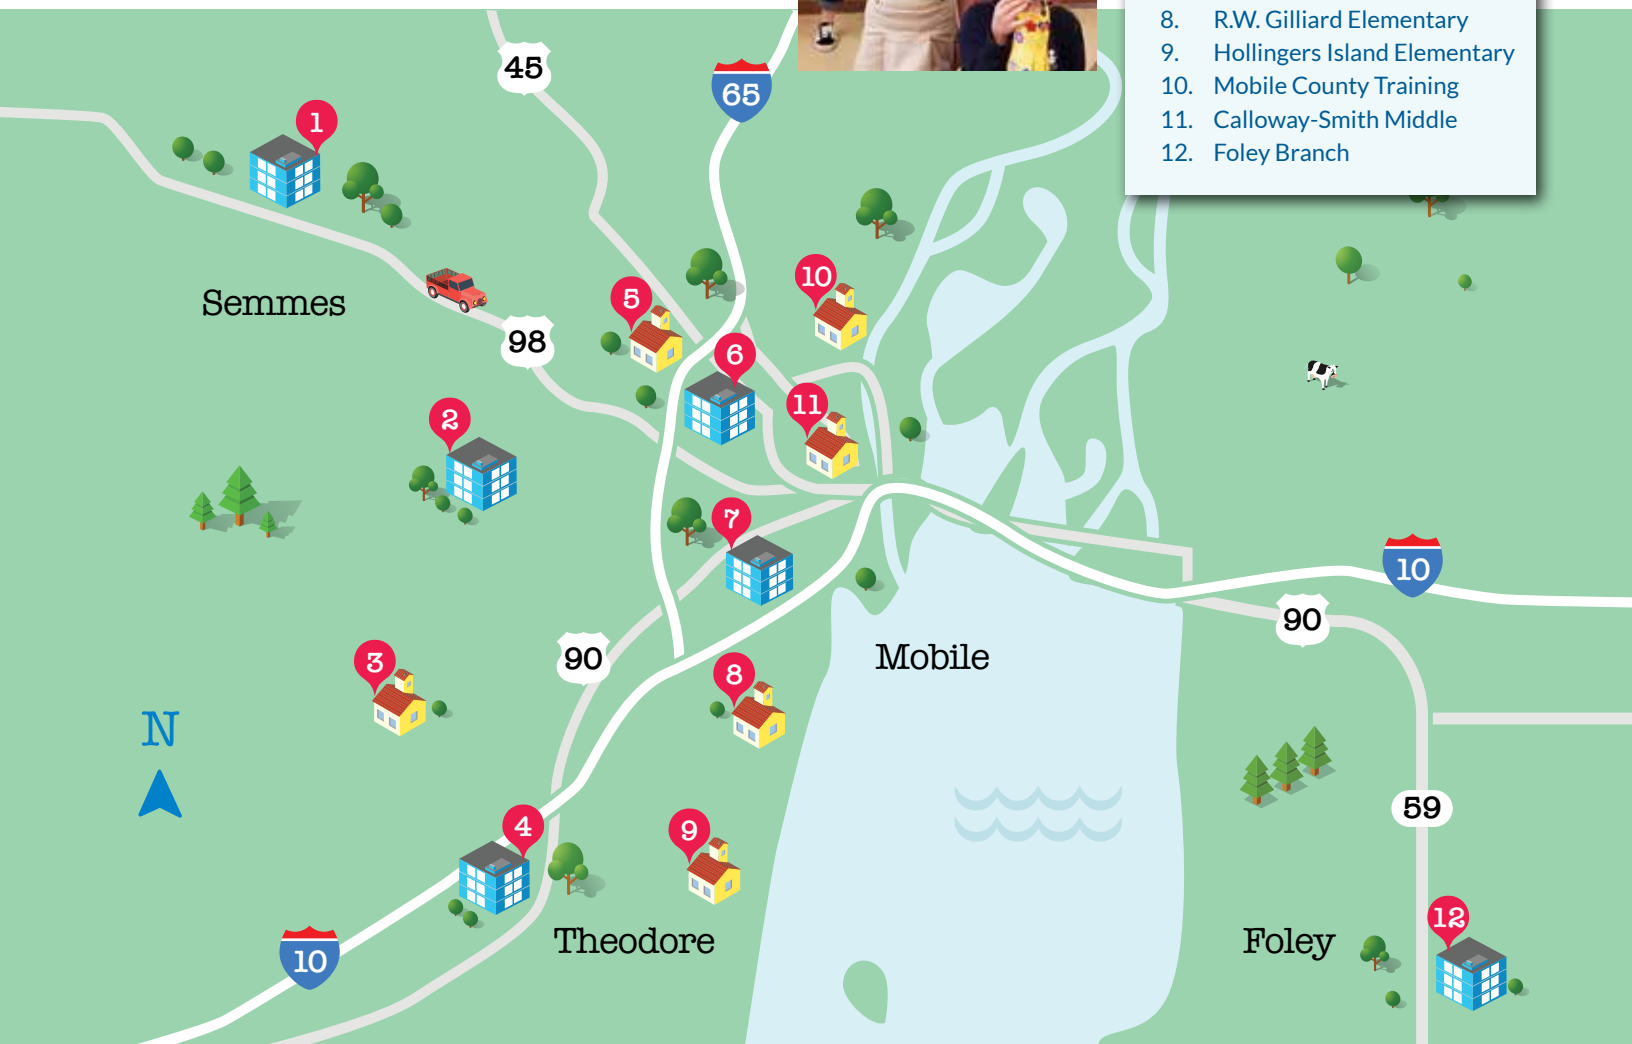 8. R.W. Gilliard Elementary
9. Hollingers Island Elementary
10. Mobile County Training
11. Calloway-Smith Middle
12. Foley Branch
45
65
1
10
5
Semmes
98
6
11
2
7
10
90
90
Mobile
3
8
N
59
4
9
12
Theodore
Foley
10